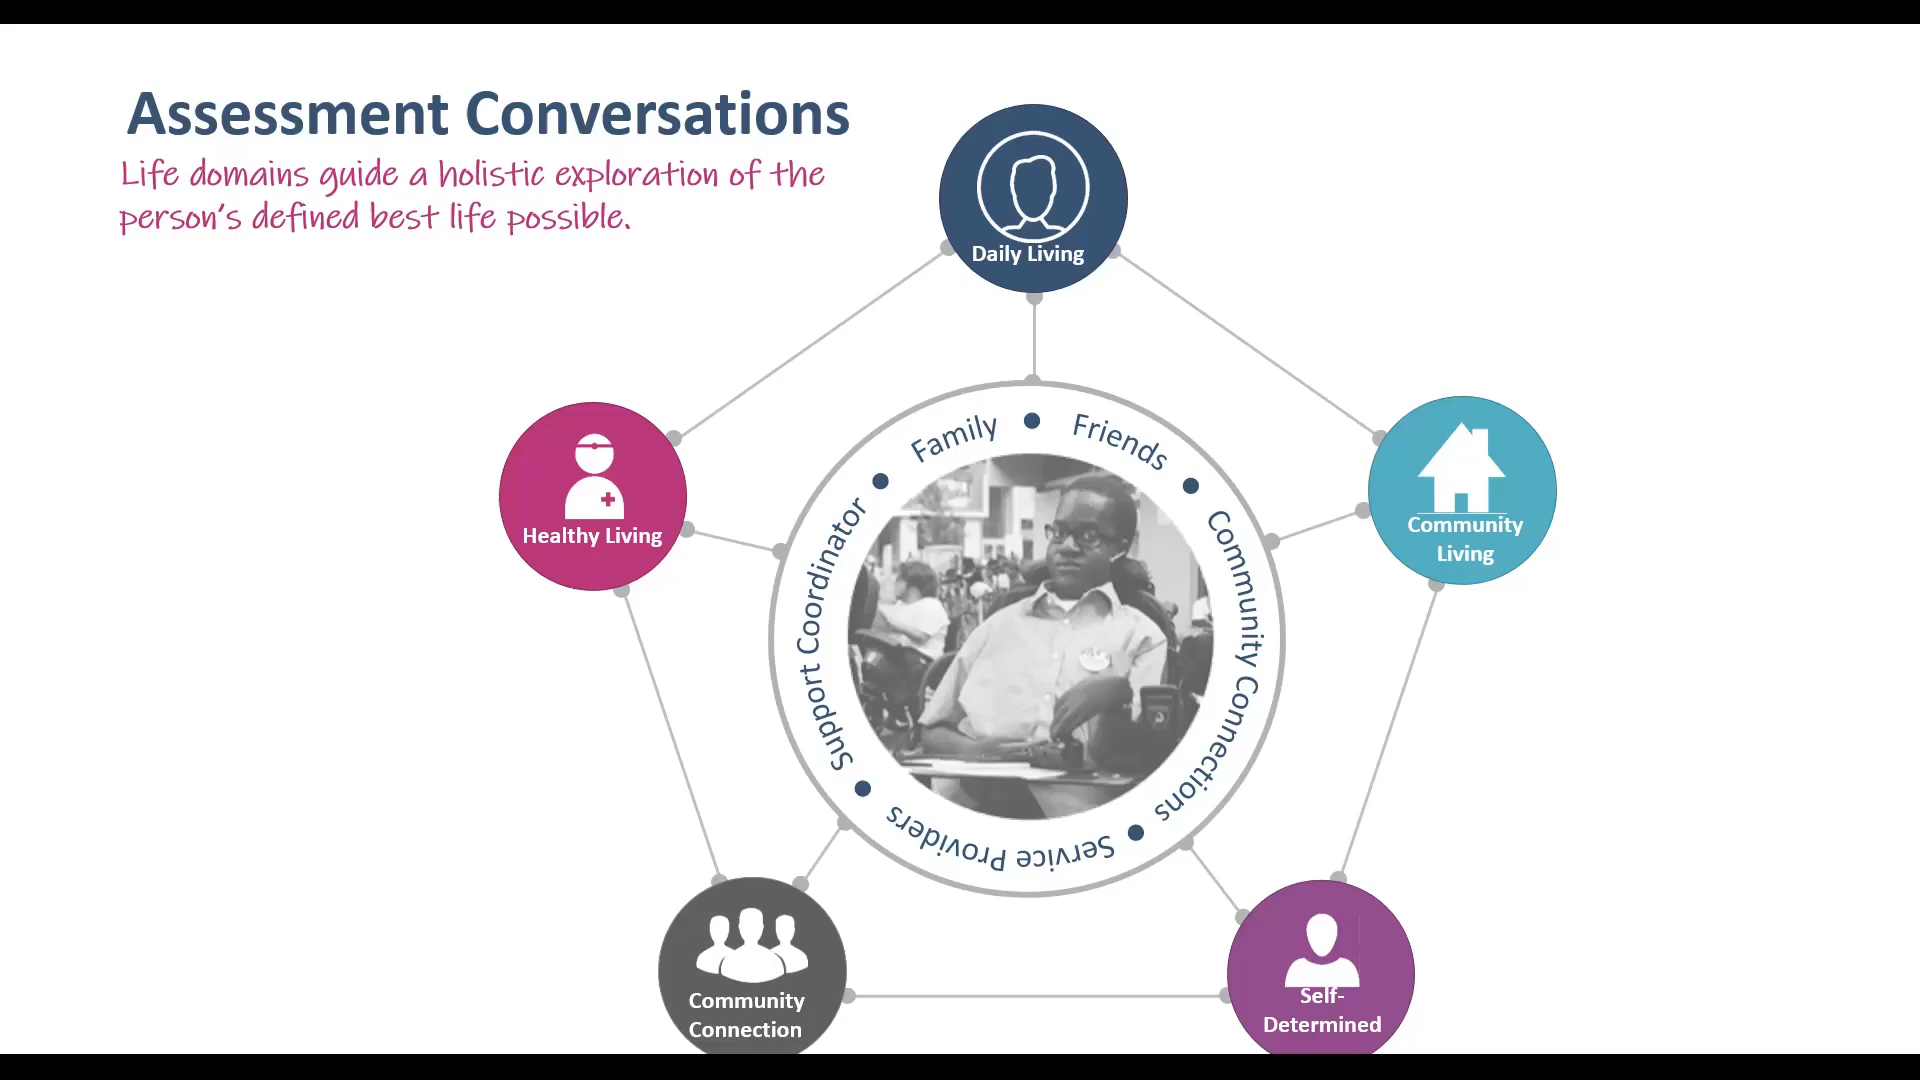 Assessment Conversations
Life domains guide a holistic exploration of the
person's defined best life possible.
Daily Living
Healthy Living
Community
Living
Family • Friends • Community Connections • Service Providers • Support Coordinator •
Community
Connection
Self-
Determined